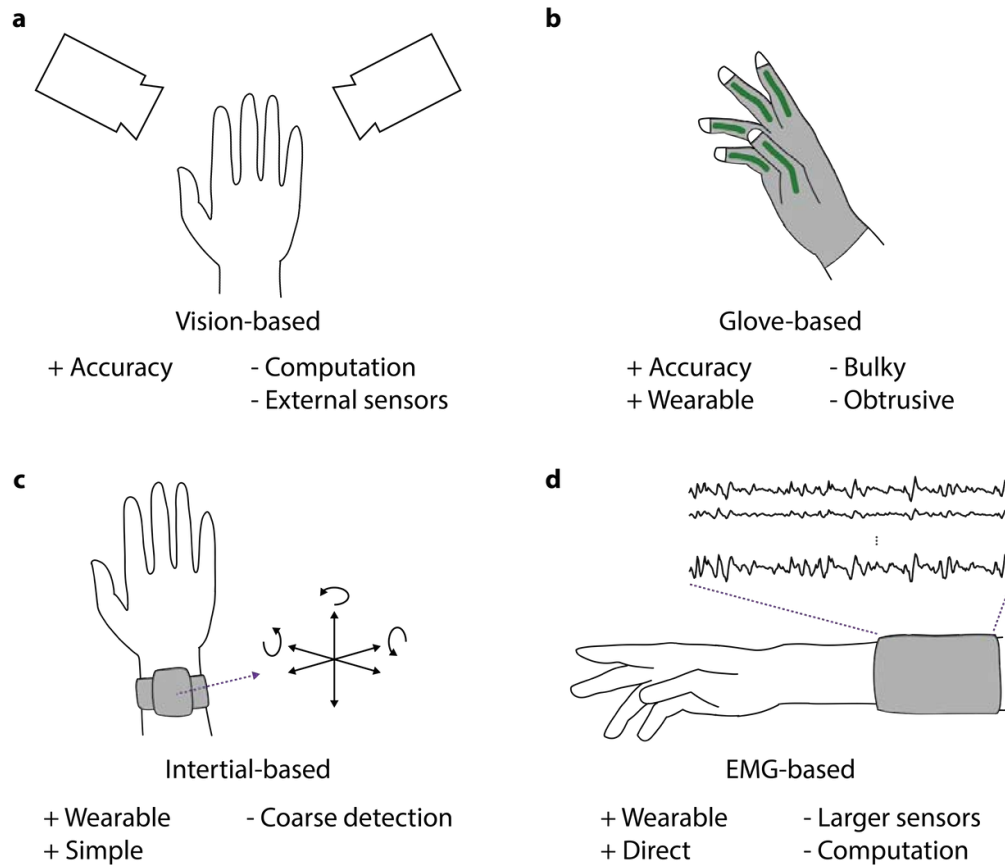 a
Vision-based
+ Accuracy
- Computation
- External sensors
b
Glove-based
+ Accuracy
- Bulky
+ Wearable
- Obtrusive
c
Intertial-based
+ Wearable
- Coarse detection
+ Simple
d
EMG-based
+ Wearable
- Larger sensors
+ Direct
- Computation